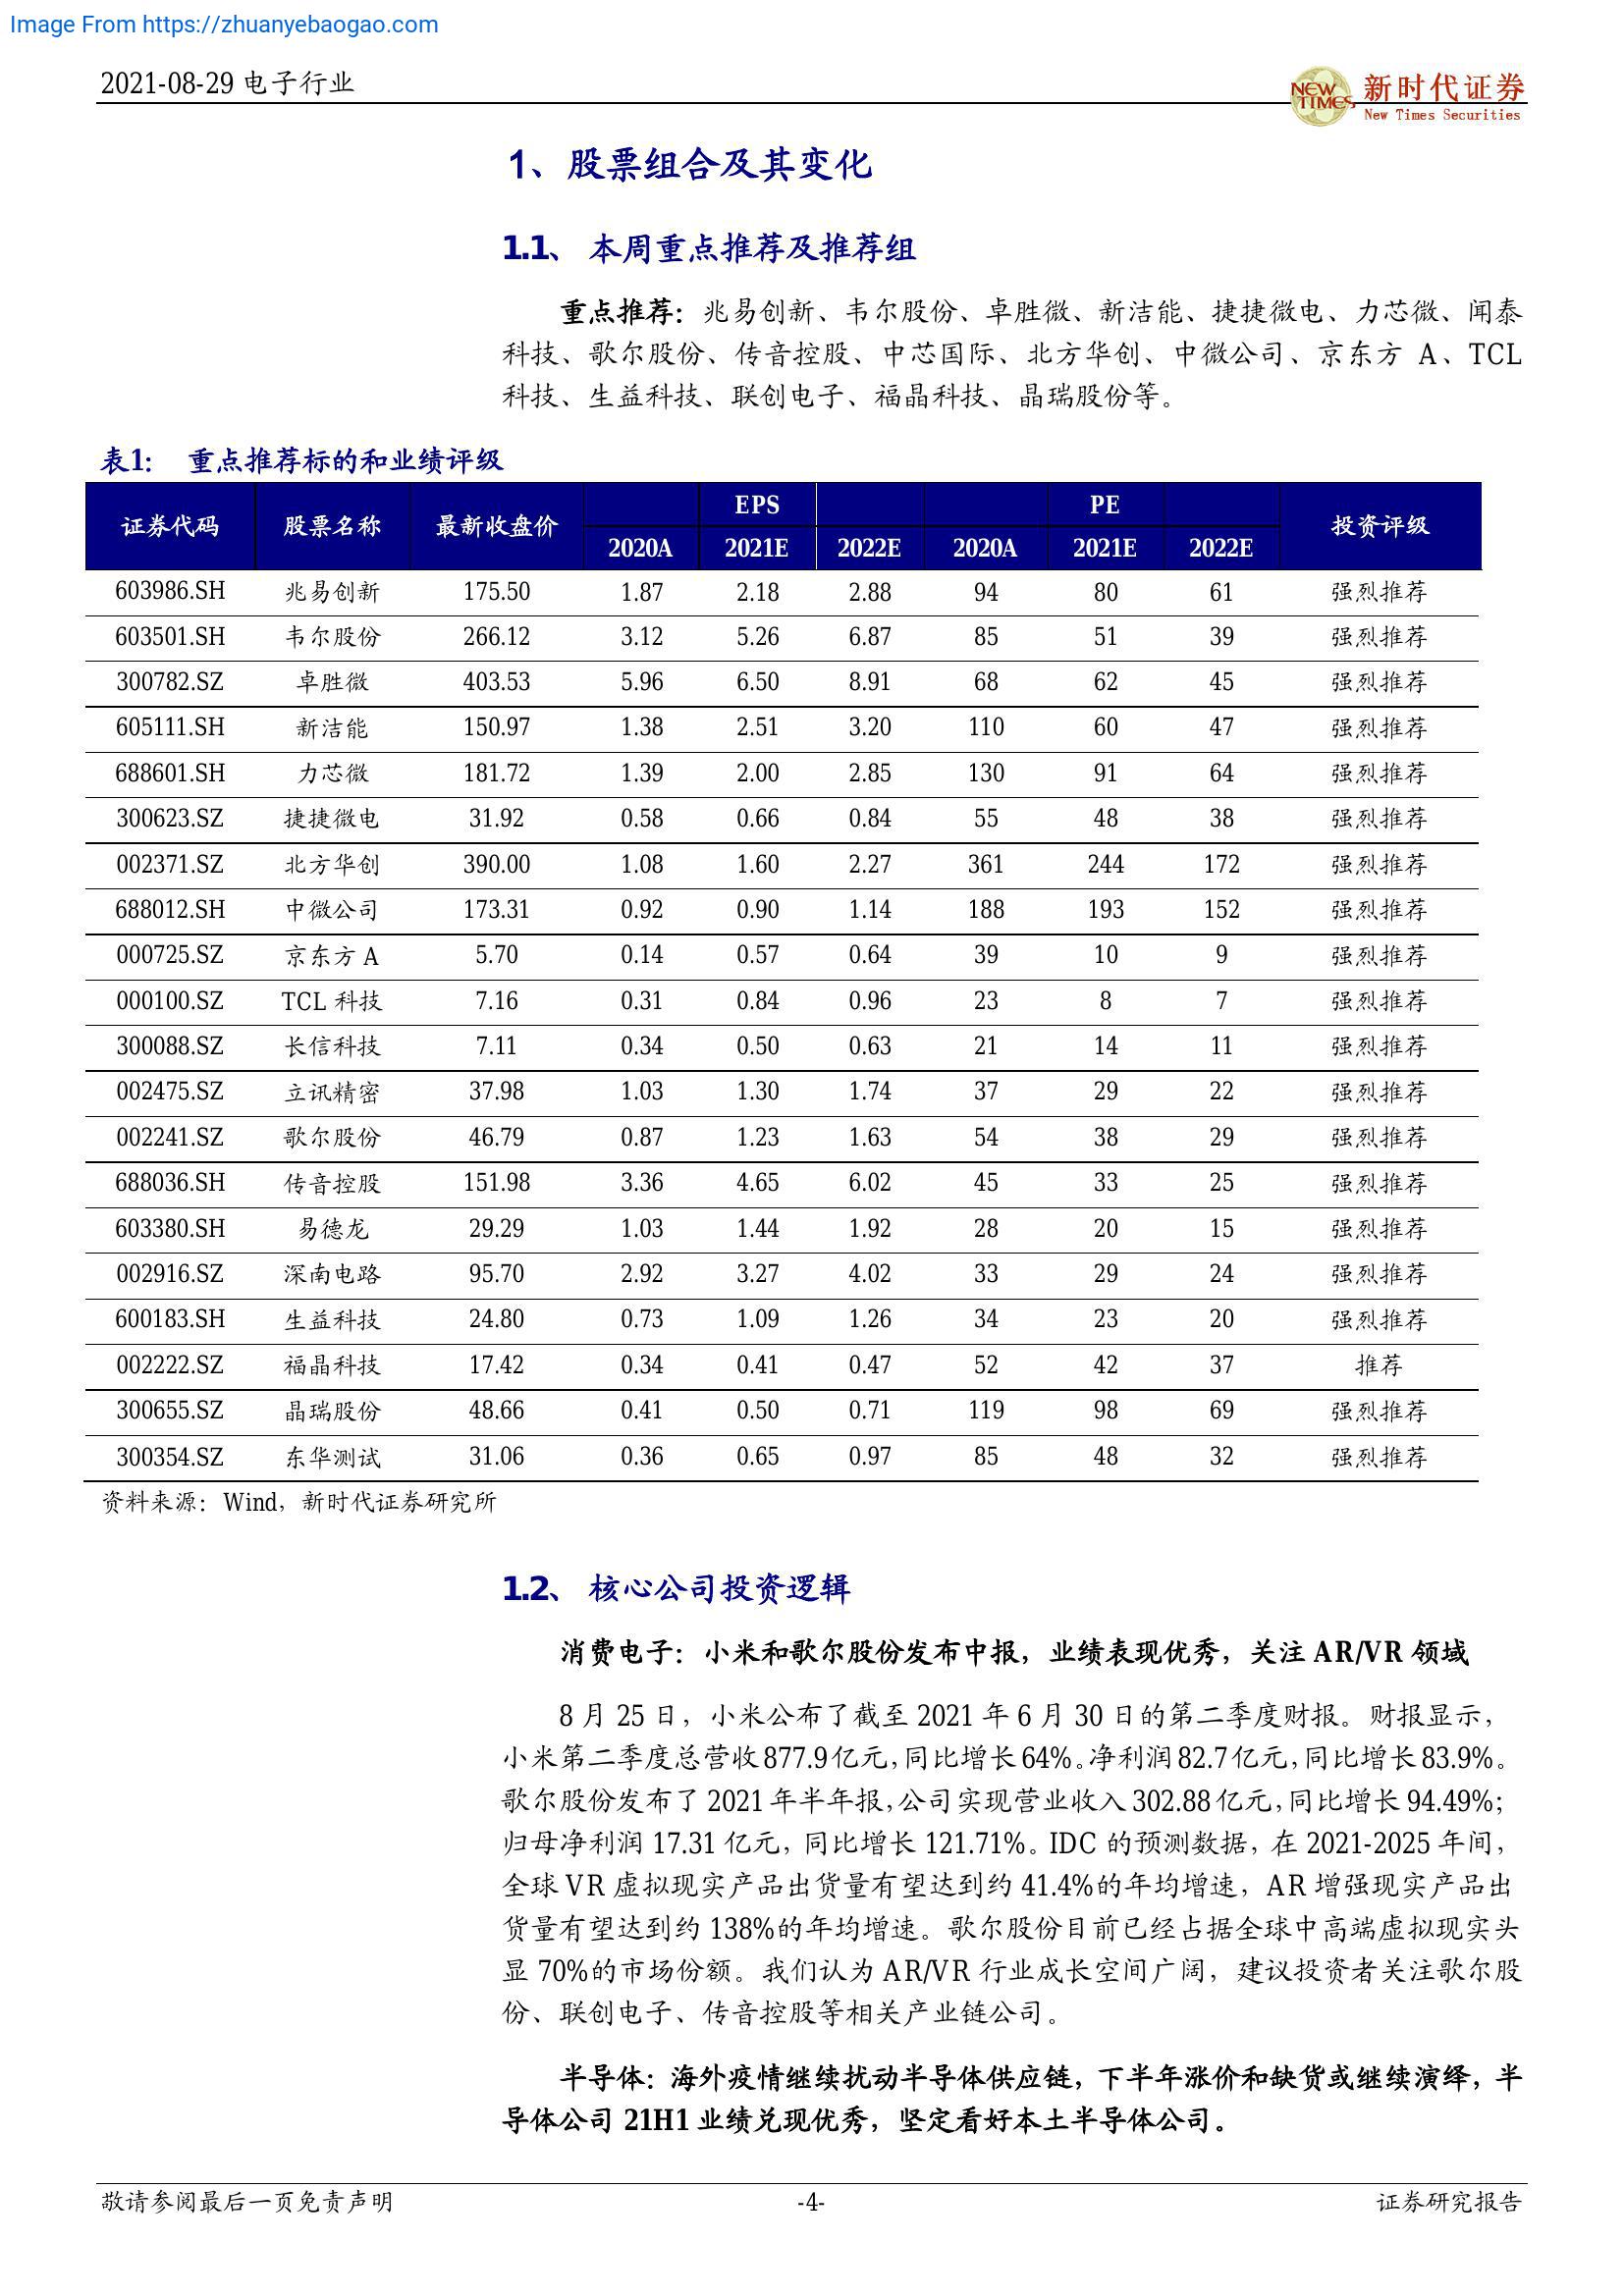 Image From https://zhuanyebaogao.com
2021-08-29 电子行业
NEW TIMES 新时代证券
New Times Securities
1、股票组合及其变化
1.1、 本周重点推荐及推荐组
重点推荐：兆易创新、韦尔股份、卓胜微、新洁能、捷捷微电、力芯微、闻泰
科技、歌尔股份、传音控股、中芯国际、北方华创、中微公司、京东方 A、TCL
科技、生益科技、联创电子、福晶科技、晶瑞股份等。
表1： 重点推荐标的和业绩评级
证券代码 股票名称 最新收盘价 EPS PE 投资评级
2020A 2021E 2022E 2020A 2021E 2022E
603986.SH 兆易创新 175.50 1.87 2.18 2.88 94 80 61 强烈推荐
603501.SH 韦尔股份 266.12 3.12 5.26 6.87 85 51 39 强烈推荐
300782.SZ 卓胜微 403.53 5.96 6.50 8.91 68 62 45 强烈推荐
605111.SH 新洁能 150.97 1.38 2.51 3.20 110 60 47 强烈推荐
688601.SH 力芯微 181.72 1.39 2.00 2.85 130 91 64 强烈推荐
300623.SZ 捷捷微电 31.92 0.58 0.66 0.84 55 48 38 强烈推荐
002371.SZ 北方华创 390.00 1.08 1.60 2.27 361 244 172 强烈推荐
688012.SH 中微公司 173.31 0.92 0.90 1.14 188 193 152 强烈推荐
000725.SZ 京东方 A 5.70 0.14 0.57 0.64 39 10 9 强烈推荐
000100.SZ TCL 科技 7.16 0.31 0.84 0.96 23 8 7 强烈推荐
300088.SZ 长信科技 7.11 0.34 0.50 0.63 21 14 11 强烈推荐
002475.SZ 立讯精密 37.98 1.03 1.30 1.74 37 29 22 强烈推荐
002241.SZ 歌尔股份 46.79 0.87 1.23 1.63 54 38 29 强烈推荐
688036.SH 传音控股 151.98 3.36 4.65 6.02 45 33 25 强烈推荐
603380.SH 易德龙 29.29 1.03 1.44 1.92 28 20 15 强烈推荐
002916.SZ 深南电路 95.70 2.92 3.27 4.02 33 29 24 强烈推荐
600183.SH 生益科技 24.80 0.73 1.09 1.26 34 23 20 强烈推荐
002222.SZ 福晶科技 17.42 0.34 0.41 0.47 52 42 37 推荐
300655.SZ 晶瑞股份 48.66 0.41 0.50 0.71 119 98 69 强烈推荐
300354.SZ 东华测试 31.06 0.36 0.65 0.97 85 48 32 强烈推荐
资料来源：Wind，新时代证券研究所
1.2、 核心公司投资逻辑
消费电子：小米和歌尔股份发布中报，业绩表现优秀，关注 AR/VR 领域
8 月 25 日，小米公布了截至 2021 年 6 月 30 日的第二季度财报。财报显示，
小米第二季度总营收 877.9 亿元，同比增长 64%。净利润 82.7 亿元，同比增长 83.9%。
歌尔股份发布了 2021 年半年报，公司实现营业收入 302.88 亿元，同比增长 94.49%；
归母净利润 17.31 亿元，同比增长 121.71%。IDC 的预测数据，在 2021-2025 年间，
全球 VR 虚拟现实产品出货量有望达到约 41.4%的年均增速，AR 增强现实产品出
货量有望达到约 138%的年均增速。歌尔股份目前已经占据全球中高端虚拟现实头
显 70%的市场份额。我们认为 AR/VR 行业成长空间广阔，建议投资者关注歌尔股
份、联创电子、传音控股等相关产业链公司。
半导体：海外疫情继续扰动半导体供应链，下半年涨价和缺货或继续演绎，半
导体公司 21H1 业绩兑现优秀，坚定看好本土半导体公司。
敬请参阅最后一页免责声明 -4- 证券研究报告